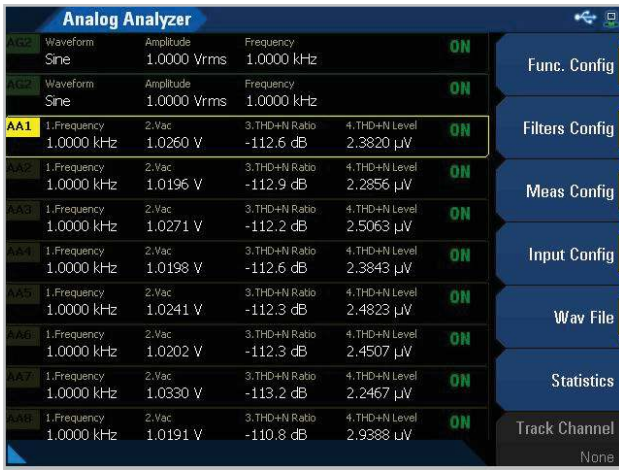 Analog Analyzer
AG2 Waveform Amplitude Frequency ON
Sine 1.0000 Vrms 1.0000 kHz
AG2 Waveform Amplitude Frequency ON
Sine 1.0000 Vrms 1.0000 kHz
AA1 1.Frequency 2.Vac 3.THD+N Ratio 4.THD+N Level ON
1.0000 kHz 1.0260 V -112.6 dB 2.3820 µV
AA2 1.Frequency 2.Vac 3.THD+N Ratio 4.THD+N Level ON
1.0000 kHz 1.0196 V -112.9 dB 2.2856 µV
AA3 1.Frequency 2.Vac 3.THD+N Ratio 4.THD+N Level ON
1.0000 kHz 1.0271 V -112.2 dB 2.5063 µV
AA4 1.Frequency 2.Vac 3.THD+N Ratio 4.THD+N Level ON
1.0000 kHz 1.0198 V -112.6 dB 2.3843 µV
AA5 1.Frequency 2.Vac 3.THD+N Ratio 4.THD+N Level ON
1.0000 kHz 1.0241 V -112.3 dB 2.4823 µV
AA6 1.Frequency 2.Vac 3.THD+N Ratio 4.THD+N Level ON
1.0000 kHz 1.0202 V -112.3 dB 2.4507 µV
AA7 1.Frequency 2.Vac 3.THD+N Ratio 4.THD+N Level ON
1.0000 kHz 1.0330 V -113.2 dB 2.2467 µV
AA8 1.Frequency 2.Vac 3.THD+N Ratio 4.THD+N Level ON
1.0000 kHz 1.0191 V -110.8 dB 2.9388 µV
Func. Config
Filters Config
Meas Config
Input Config
Wav File
Statistics
Track Channel
None